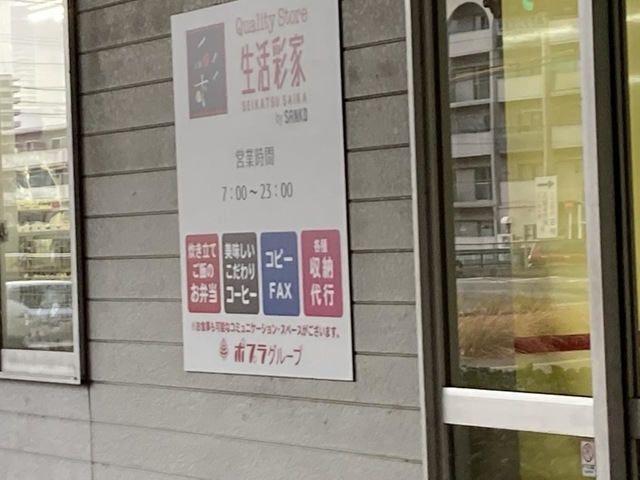 Quality Store
生活彩家
SEIKATSU SAIKA
by SANKO
営業時間
7:00～23:00
炊き立て
ご飯の
お弁当
美味しい
こだわり
コーヒー
コピー
FAX
各種
収納
代行
※お食事も可能なコミュニケーション・スペースがございます。
ポプラグループ